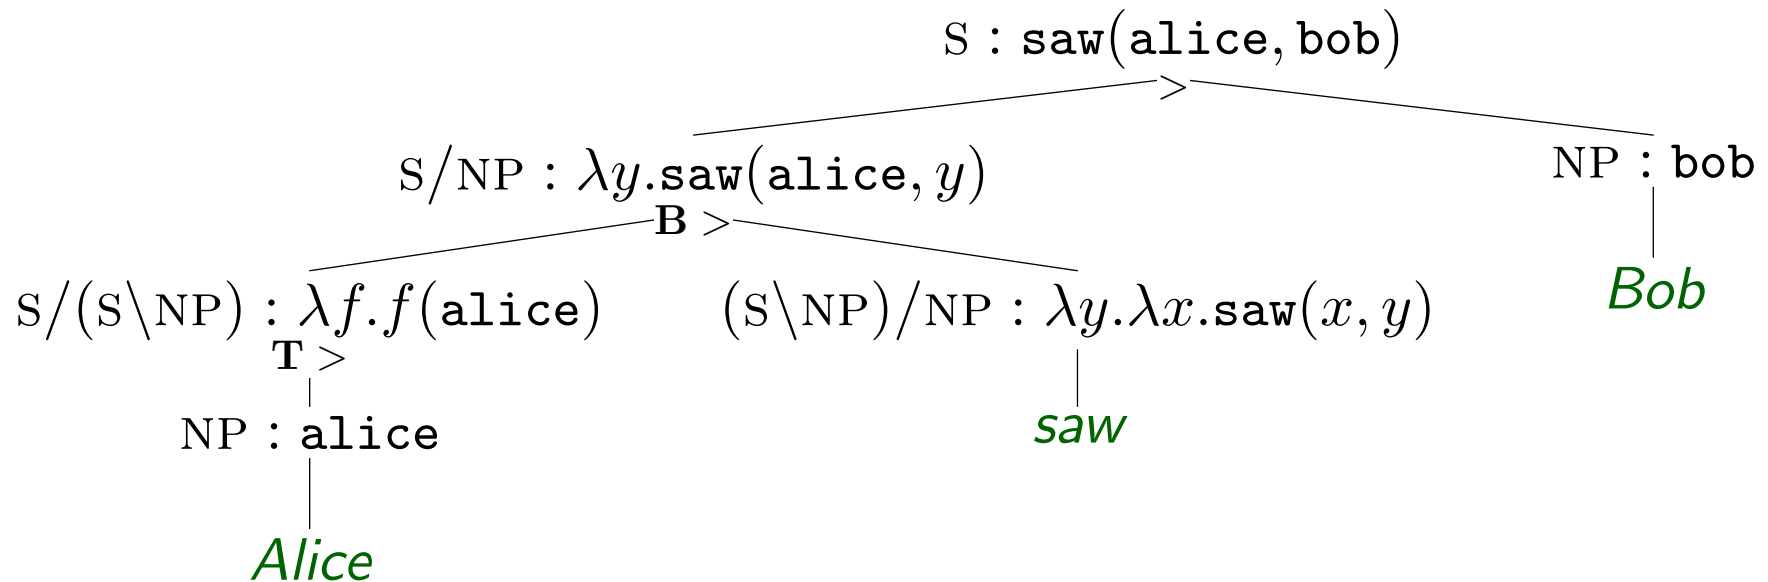 S : saw(alice, bob)
>
S/NP : λy.saw(alice, y)
NP : bob
B >
S/(S\NP) : λf.f(alice)
(S\NP)/NP : λy.λx.saw(x, y)
Bob
T >
NP : alice
saw
Alice